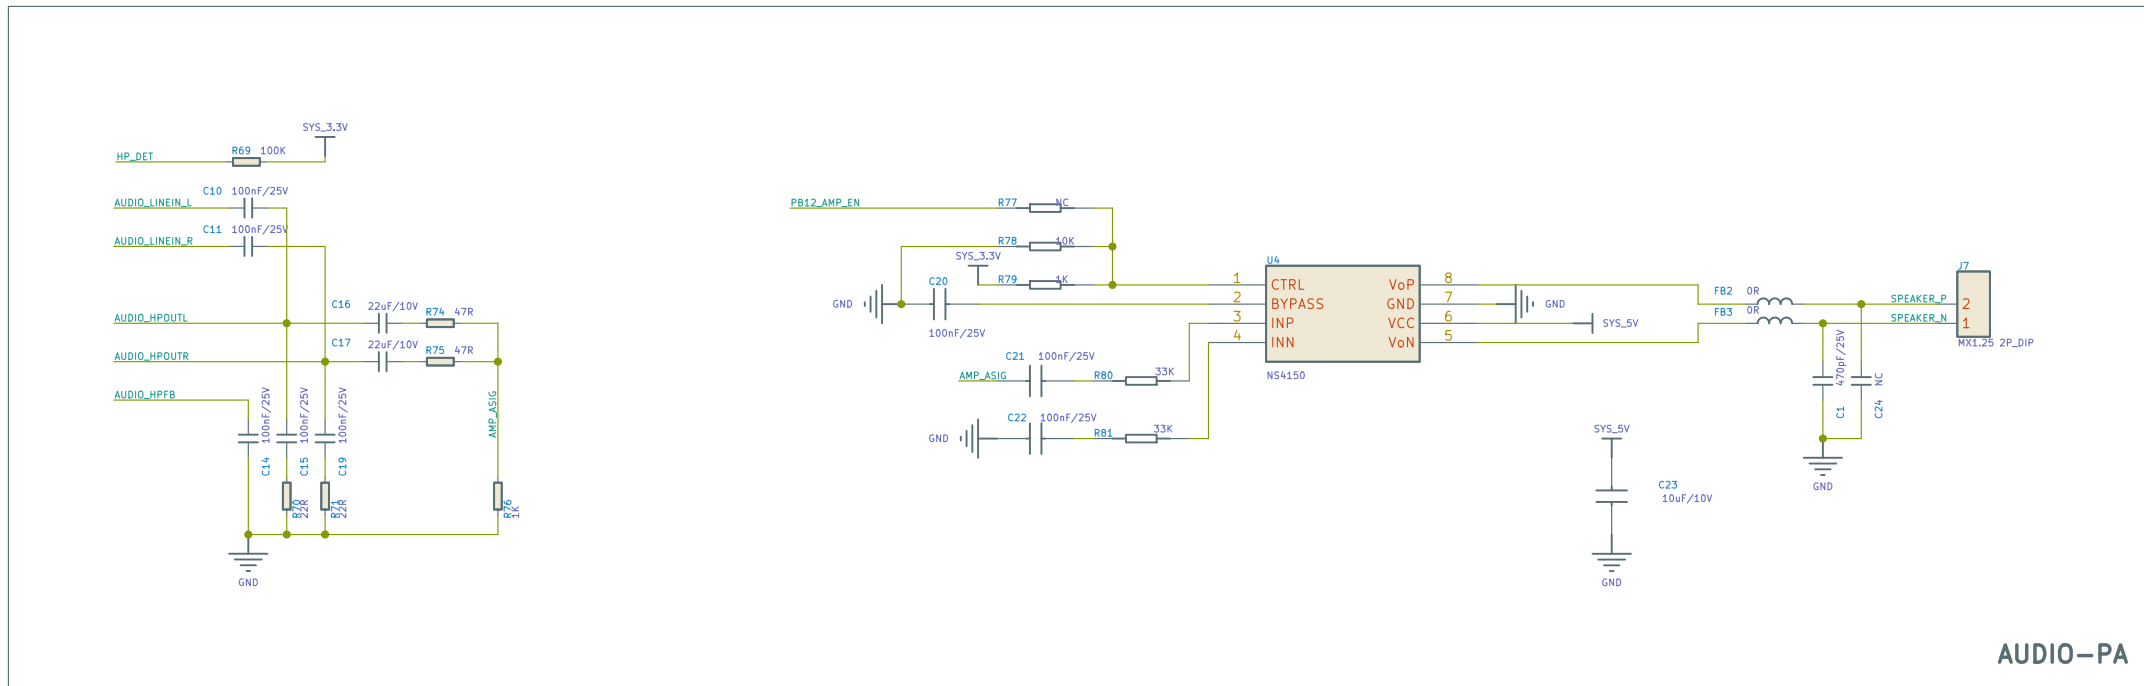 SYS_3.3V
R69 100K
HP_DET
C10 100nF/25V
AUDIO_LINEIN_L
C11 100nF/25V
AUDIO_LINEIN_R
C16 22uF/10V R74 47R
AUDIO_HPOUTL
C17 22uF/10V R75 47R
AUDIO_HPOUTR
AUDIO_HPFB
100nF/25V
C14
100nF/25V
C15
100nF/25V
C19
AMP_ASIG
R70
22R
R71
22R
R76
1K
GND
PB12_AMP_EN
R77 NC
R78 10K
SYS_3.3V
R79 1K
C20
GND
100nF/25V
C21 100nF/25V
AMP_ASIG
R80 33K
C22 100nF/25V
GND
R81 33K
U4
1 CTRL VoP 8
2 BYPASS GND 7
3 INP VCC 6
4 INN VoN 5
NS4150
GND
SYS_5V
FB2 0R
FB3 0R
SPEAKER_P
SPEAKER_N
J7
2
1
MX1.25 2P_DIP
470pF/25V
C1
NC
C24
GND
SYS_5V
C23
10uF/10V
GND
AUDIO-PA